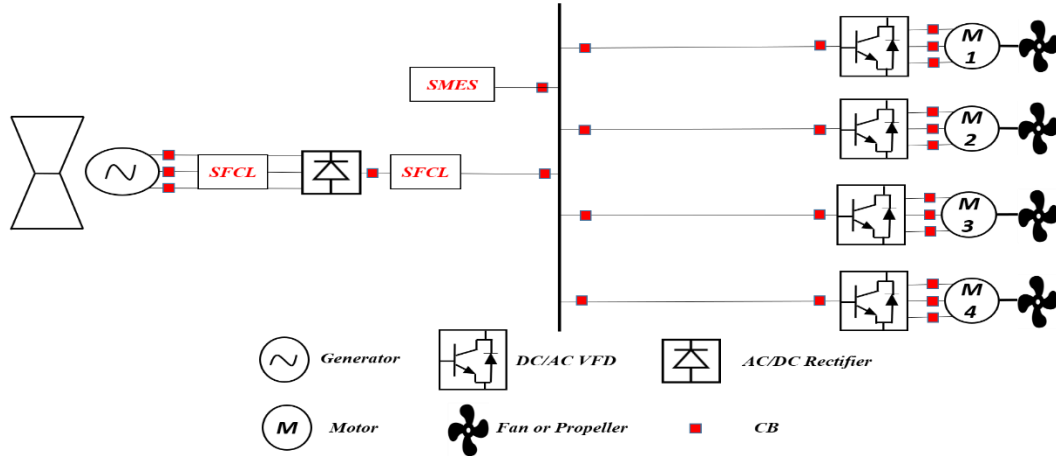 M
1
SMES
M
2
SFCL
SFCL
M
3
M
4
Generator
DC/AC VFD
AC/DC Rectifier
M
Motor
Fan or Propeller
CB